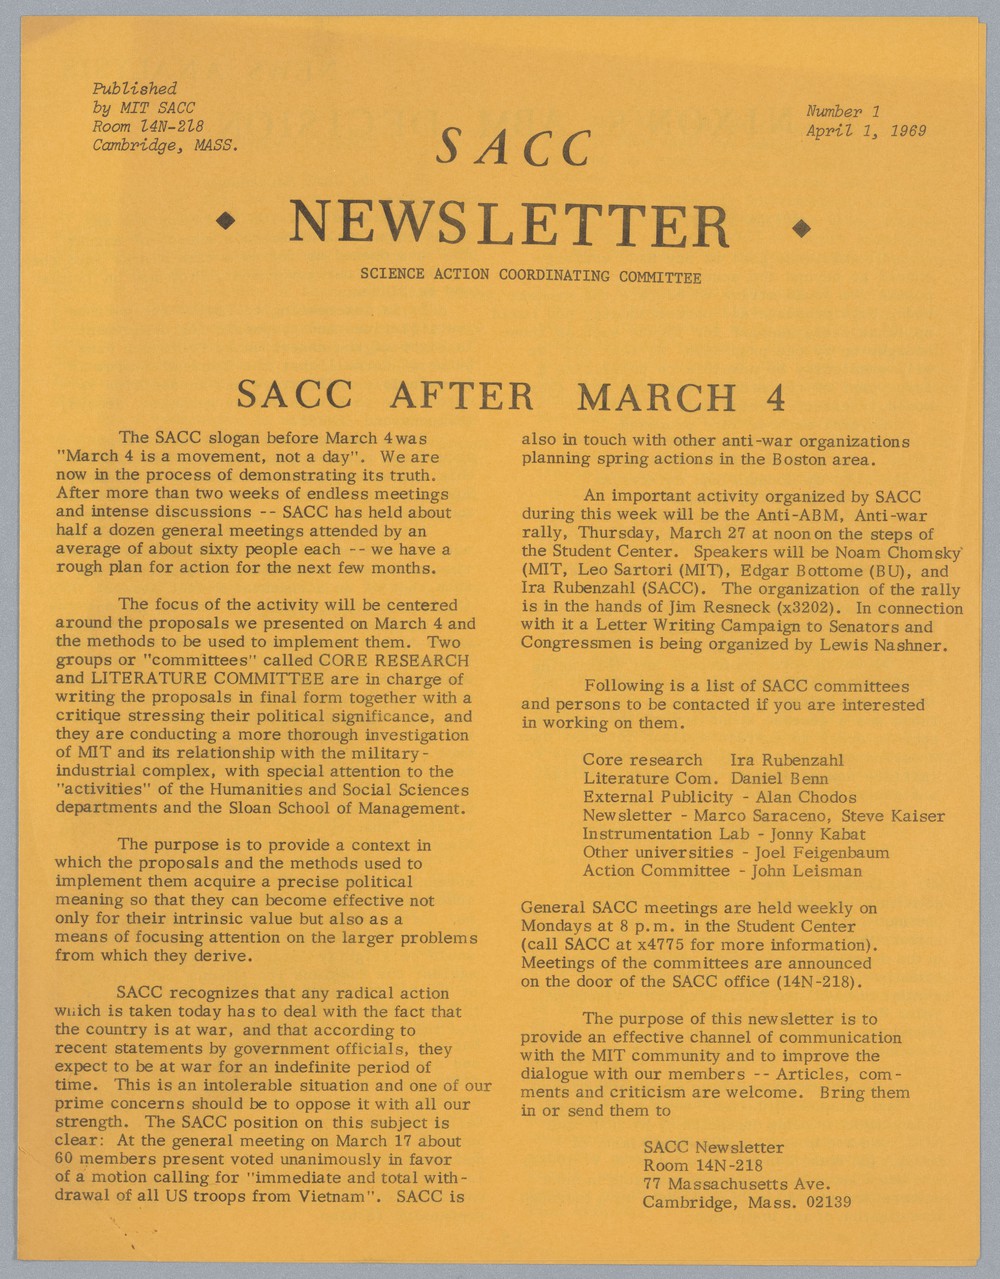 Published
by MIT SACC
Room 14N-218
Cambridge, MASS.
Number 1
April 1, 1969
SACC
NEWSLETTER
SCIENCE ACTION COORDINATING COMMITTEE
SACC AFTER MARCH 4
The SACC slogan before March 4 was
"March 4 is a movement, not a day". We are
now in the process of demonstrating its truth.
After more than two weeks of endless meetings
and intense discussions -- SACC has held about
half a dozen general meetings attended by an
average of about sixty people each -- we have a
rough plan for action for the next few months.
The focus of the activity will be centered
around the proposals we presented on March 4 and
the methods to be used to implement them. Two
groups or "committees" called CORE RESEARCH
and LITERATURE COMMITTEE are in charge of
writing the proposals in final form together with a
critique stressing their political significance, and
they are conducting a more thorough investigation
of MIT and its relationship with the military-
industrial complex, with special attention to the
"activities" of the Humanities and Social Sciences
departments and the Sloan School of Management.
The purpose is to provide a context in
which the proposals and the methods used to
implement them acquire a precise political
meaning so that they can become effective not
only for their intrinsic value but also as a
means of focusing attention on the larger problems
from which they derive.
SACC recognizes that any radical action
which is taken today has to deal with the fact that
the country is at war, and that according to
recent statements by government officials, they
expect to be at war for an indefinite period of
time. This is an intolerable situation and one of our
prime concerns should be to oppose it with all our
strength. The SACC position on this subject is
clear: At the general meeting on March 17 about
60 members present voted unanimously in favor
of a motion calling for "immediate and total with-
drawal of all US troops from Vietnam". SACC is
also in touch with other anti-war organizations
planning spring actions in the Boston area.
An important activity organized by SACC
during this week will be the Anti-ABM, Anti-war
rally, Thursday, March 27 at noon on the steps of
the Student Center. Speakers will be Noam Chomsky
(MIT, Leo Sartori (MIT), Edgar Bottome (BU), and
Ira Rubenzahl (SACC). The organization of the rally
is in the hands of Jim Resneck (x3202). In connection
with it a Letter Writing Campaign to Senators and
Congressmen is being organized by Lewis Nashner.
Following is a list of SACC committees
and persons to be contacted if you are interested
in working on them.
Core research Ira Rubenzahl
Literature Com. Daniel Benn
External Publicity - Alan Chodos
Newsletter - Marco Saraceno, Steve Kaiser
Instrumentation Lab - Jonny Kabat
Other universities - Joel Feigenbaum
Action Committee - John Leisman
General SACC meetings are held weekly on
Mondays at 8 p.m. in the Student Center
(call SACC at x4775 for more information).
Meetings of the committees are announced
on the door of the SACC office (14N-218).
The purpose of this newsletter is to
provide an effective channel of communication
with the MIT community and to improve the
dialogue with our members -- Articles, com-
ments and criticism are welcome. Bring them
in or send them to
SACC Newsletter
Room 14N-218
77 Massachusetts Ave.
Cambridge, Mass. 02139